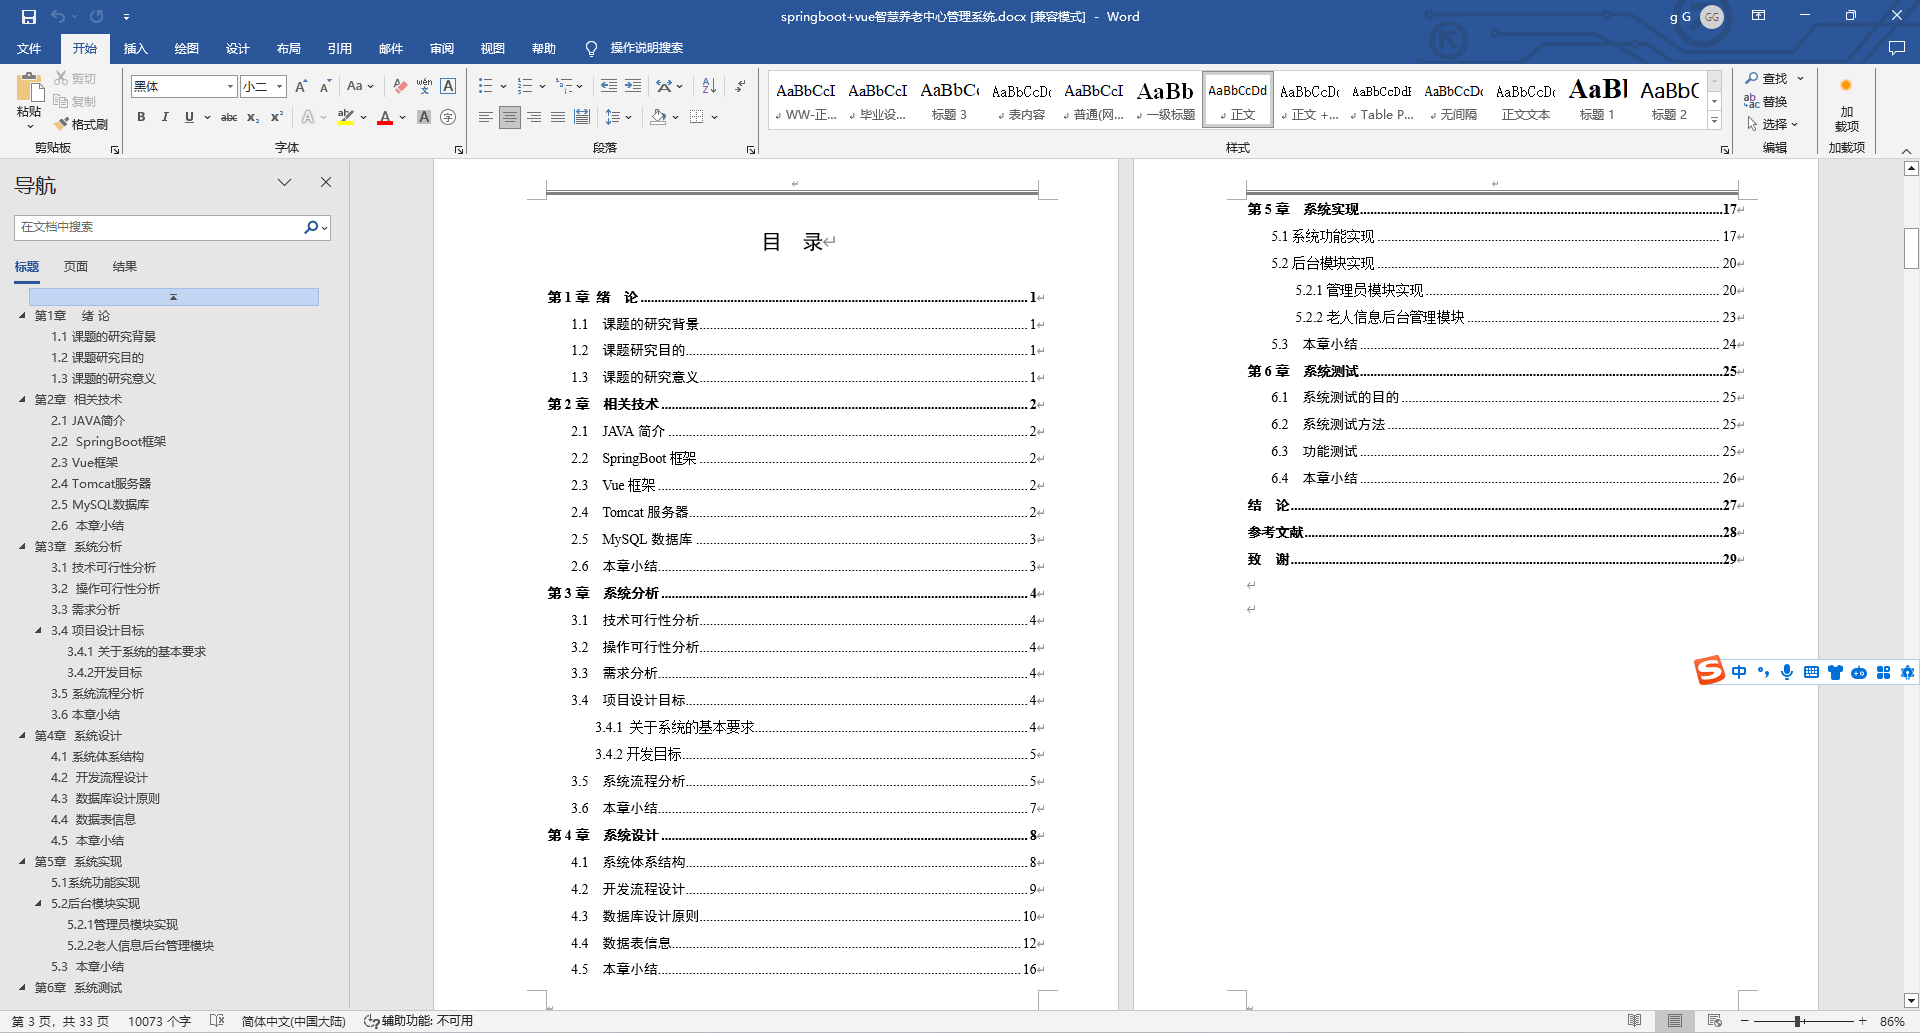 springboot+vue智慧养老中心管理系统.docx [兼容模式] - Word
g G
GG
文件 开始 插入 绘图 设计 布局 引用 邮件 审阅 视图 帮助 操作说明搜索
粘贴
剪切
复制
格式刷
剪贴板
黑体 小二
字体
段落
AaBbCcI WW-正...
AaBbCcI 毕业设...
AaBbC 标题 3
AaBbCcDc 表内容
AaBbCcI 普通(网...
AaBb 一级标题
AaBbCcDd 正文
AaBbCcDc 正文 +...
AaBbCcDdE Table P...
AaBbCcDc 无间隔
AaBbCcDc 正文文本
AaBl 标题 1
AaBbC 标题 2
样式
查找
替换
选择
编辑
加
载项
加载项
导航
在文档中搜索
标题 页面 结果
第1章 绪 论
1.1 课题的研究背景
1.2 课题研究目的
1.3 课题的研究意义
第2章 相关技术
2.1 JAVA简介
2.2 SpringBoot框架
2.3 Vue框架
2.4 Tomcat服务器
2.5 MySQL数据库
2.6 本章小结
第3章 系统分析
3.1 技术可行性分析
3.2 操作可行性分析
3.3 需求分析
3.4 项目设计目标
3.4.1 关于系统的基本要求
3.4.2开发目标
3.5 系统流程分析
3.6 本章小结
第4章 系统设计
4.1 系统体系结构
4.2 开发流程设计
4.3 数据库设计原则
4.4 数据表信息
4.5 本章小结
第5章 系统实现
5.1系统功能实现
5.2后台模块实现
5.2.1管理员模块实现
5.2.2老人信息后台管理模块
5.3 本章小结
第6章 系统测试
目 录
第 1 章 绪 论 1
1.1 课题的研究背景 1
1.2 课题研究目的 1
1.3 课题的研究意义 1
第 2 章 相关技术 2
2.1 JAVA 简介 2
2.2 SpringBoot 框架 2
2.3 Vue 框架 2
2.4 Tomcat 服务器 2
2.5 MySQL 数据库 3
2.6 本章小结 3
第 3 章 系统分析 4
3.1 技术可行性分析 4
3.2 操作可行性分析 4
3.3 需求分析 4
3.4 项目设计目标 4
3.4.1 关于系统的基本要求 4
3.4.2 开发目标 5
3.5 系统流程分析 5
3.6 本章小结 7
第 4 章 系统设计 8
4.1 系统体系结构 8
4.2 开发流程设计 9
4.3 数据库设计原则 10
4.4 数据表信息 12
4.5 本章小结 16
第 5 章 系统实现 17
5.1 系统功能实现 17
5.2 后台模块实现 20
5.2.1 管理员模块实现 20
5.2.2 老人信息后台管理模块 23
5.3 本章小结 24
第 6 章 系统测试 25
6.1 系统测试的目的 25
6.2 系统测试方法 25
6.3 功能测试 25
6.4 本章小结 26
结 论 27
参考文献 28
致 谢 29
中
第 3 页，共 33 页 10073 个字 简体中文(中国大陆) 辅助功能: 不可用
86%